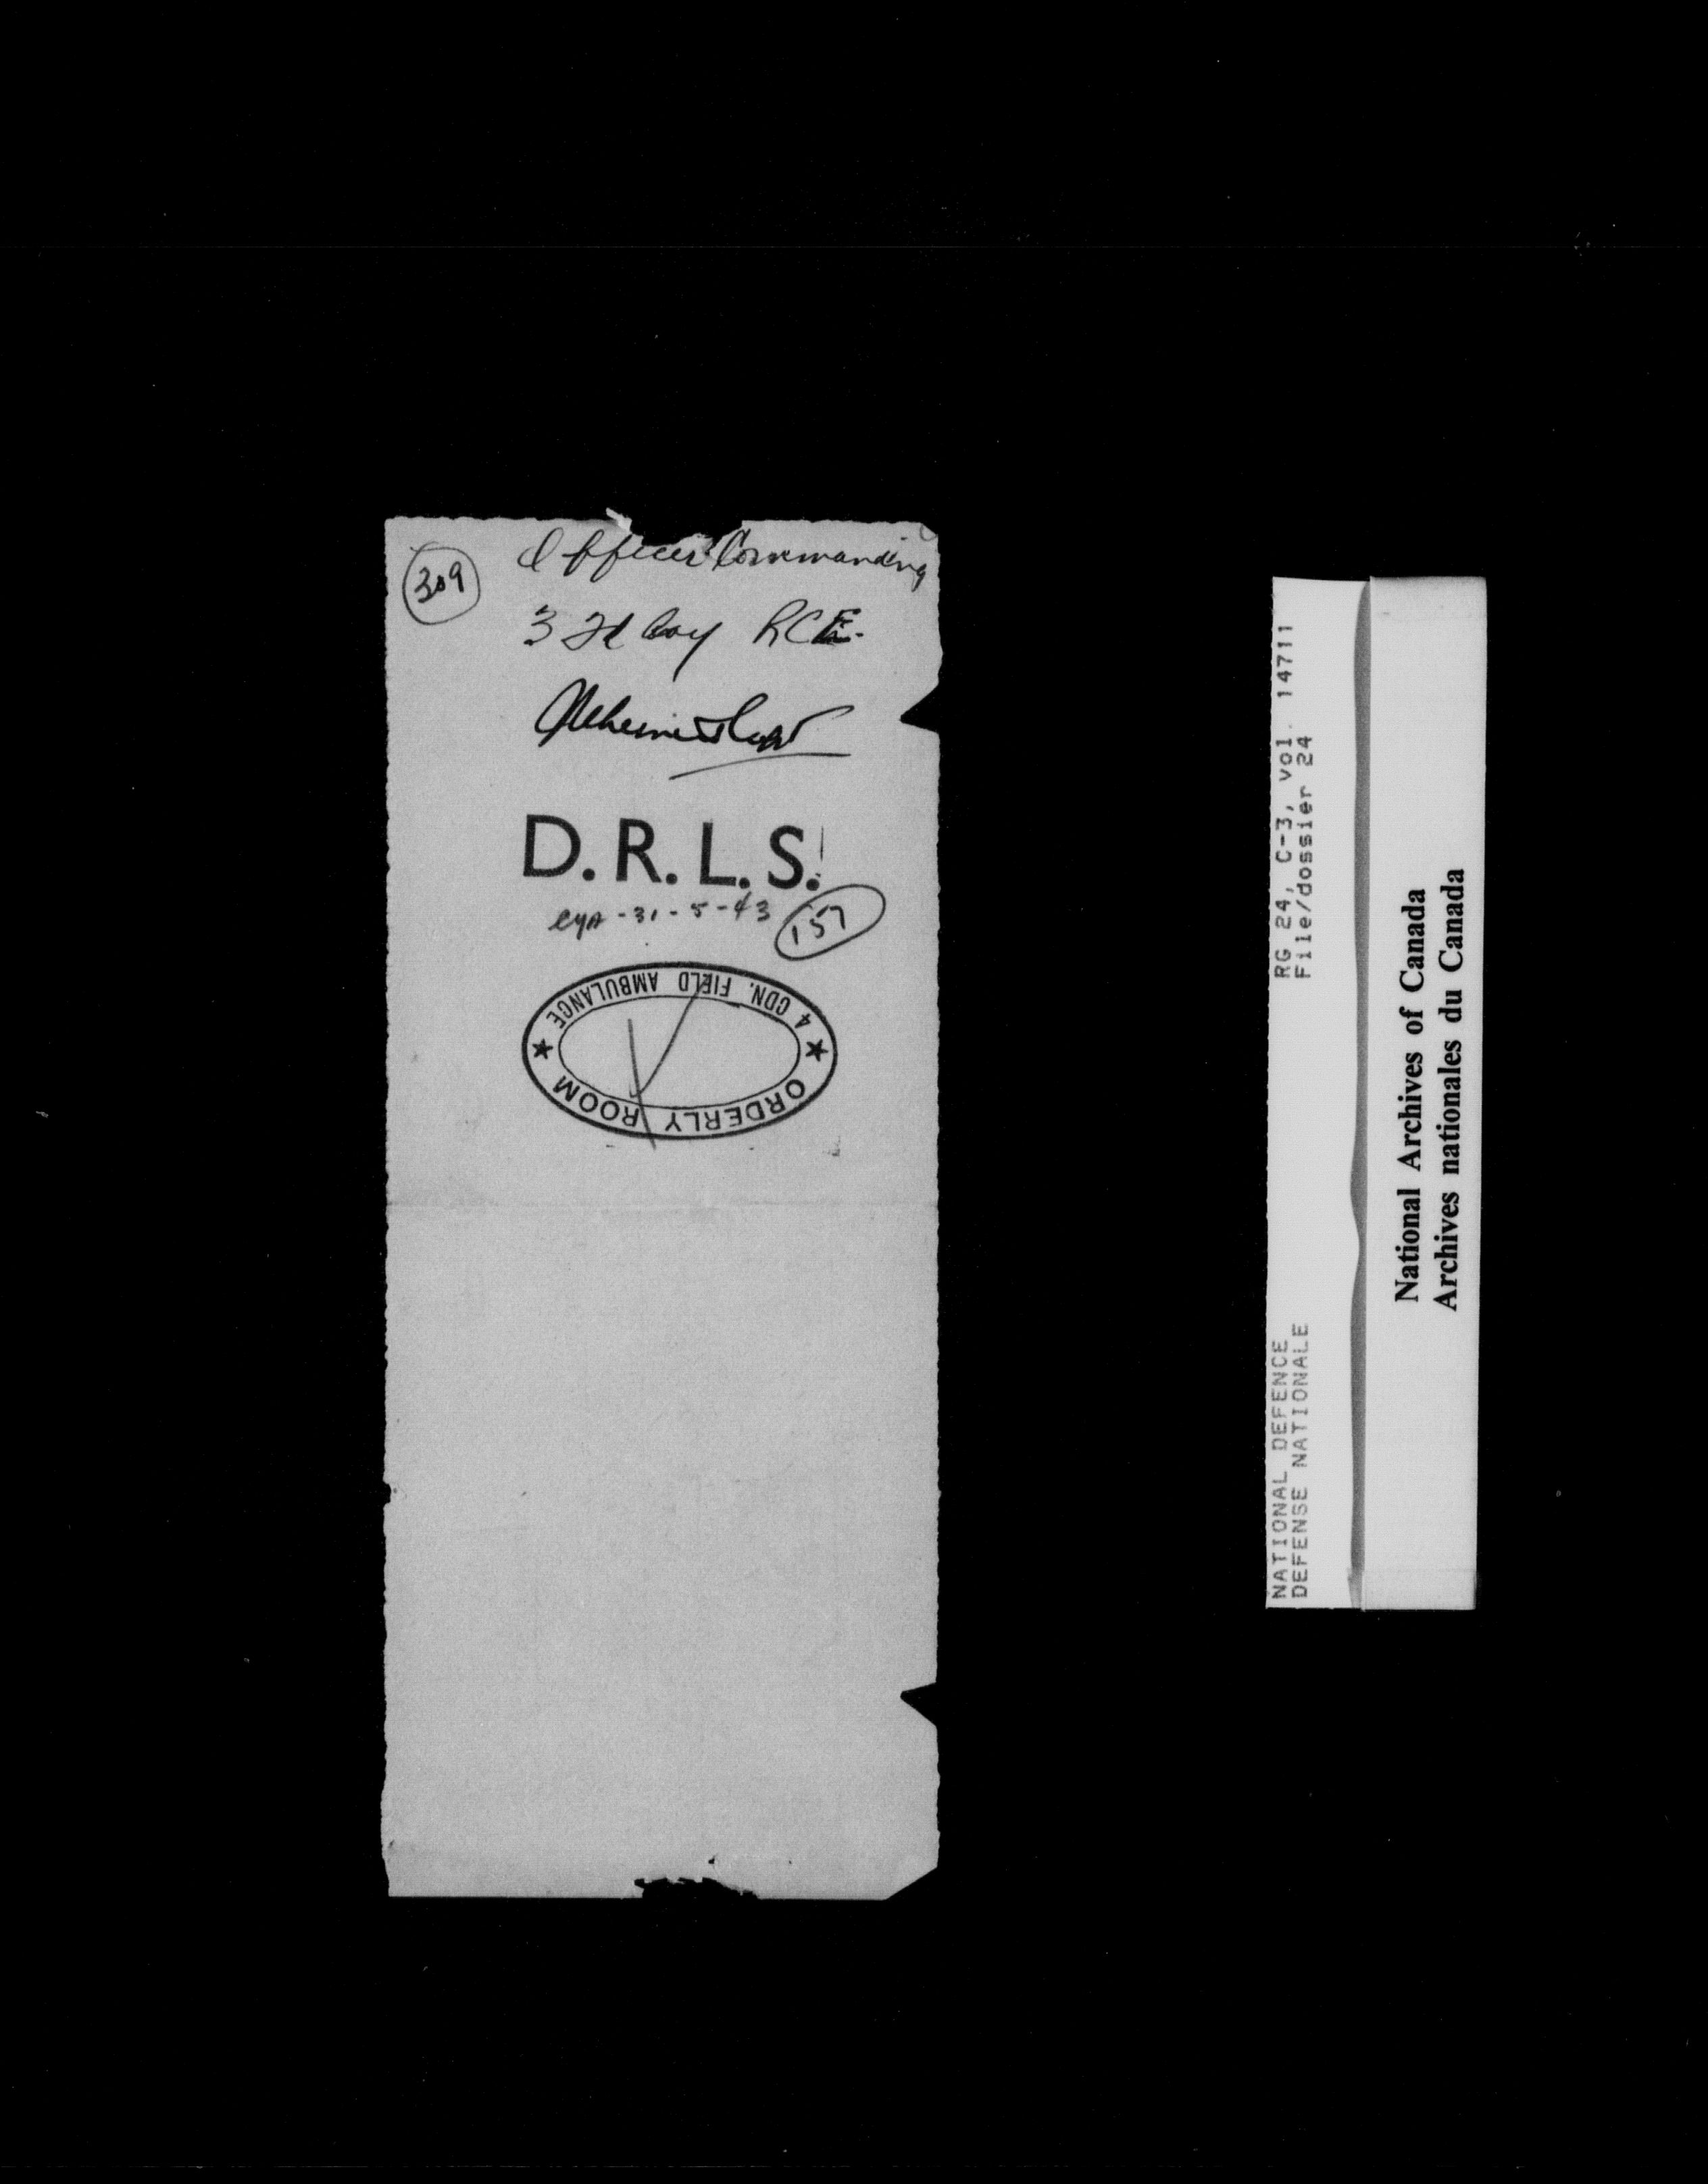 309
Officer Commanding
3 Fd Coy RCE.
D.R.L.S.
31-5-43
157
4 CDN. FIELD AMBULANCE
ORDERLY ROOM
RG 24, C-3, vol. 14711
File/dossier 24
NATIONAL DEFENCE
DEFENSE NATIONALE
National Archives of Canada
Archives nationales du Canada